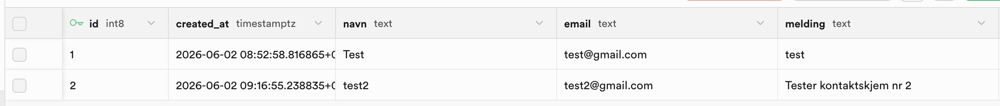 id int8 created_at timestamptz navn text email text melding text
1 2026-06-02 08:52:58.816865+0 Test test@gmail.com test
2 2026-06-02 09:16:55.238835+0 test2 test2@gmail.com Tester kontaktskjem nr 2